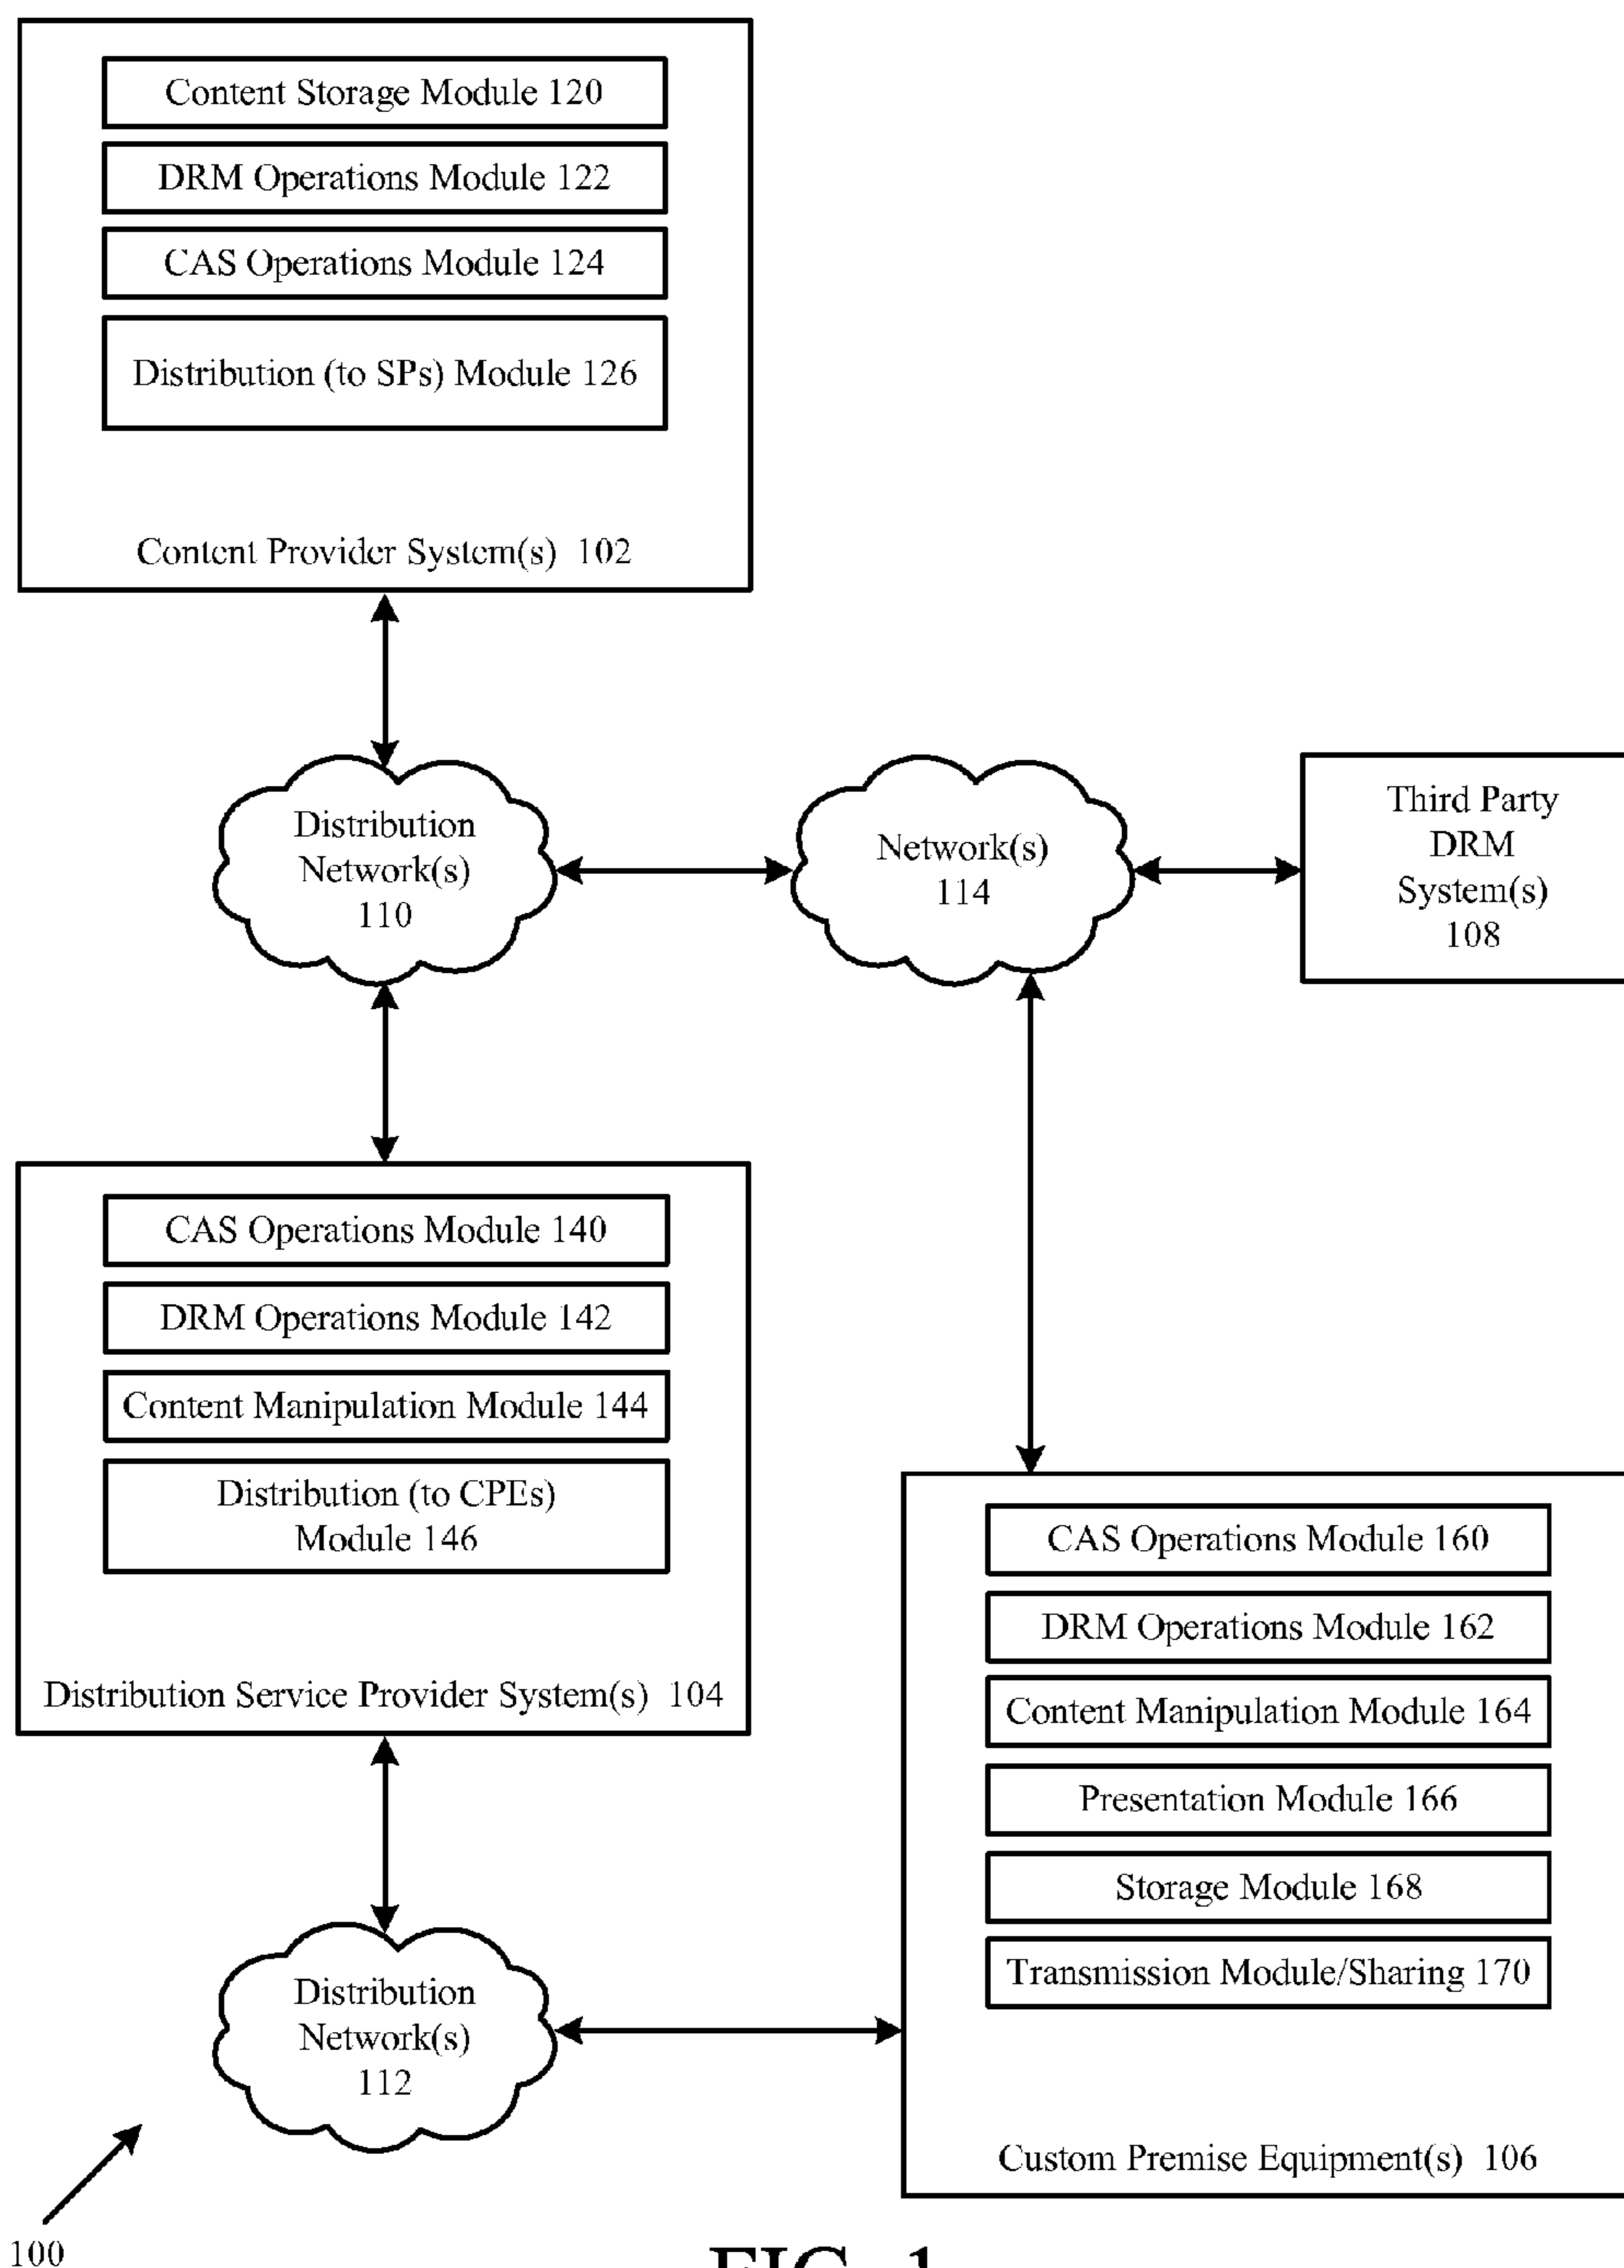 Content Storage Module 120
DRM Operations Module 122
CAS Operations Module 124
Distribution (to SPs) Module 126
Content Provider System(s) 102
Distribution
Network(s)
110
Network(s)
114
Third Party
DRM
System(s)
108
CAS Operations Module 140
DRM Operations Module 142
Content Manipulation Module 144
Distribution (to CPEs)
Module 146
Distribution Service Provider System(s) 104
CAS Operations Module 160
DRM Operations Module 162
Content Manipulation Module 164
Presentation Module 166
Storage Module 168
Transmission Module/Sharing 170
Custom Premise Equipment(s) 106
Distribution
Network(s)
112
100
FIG. 1